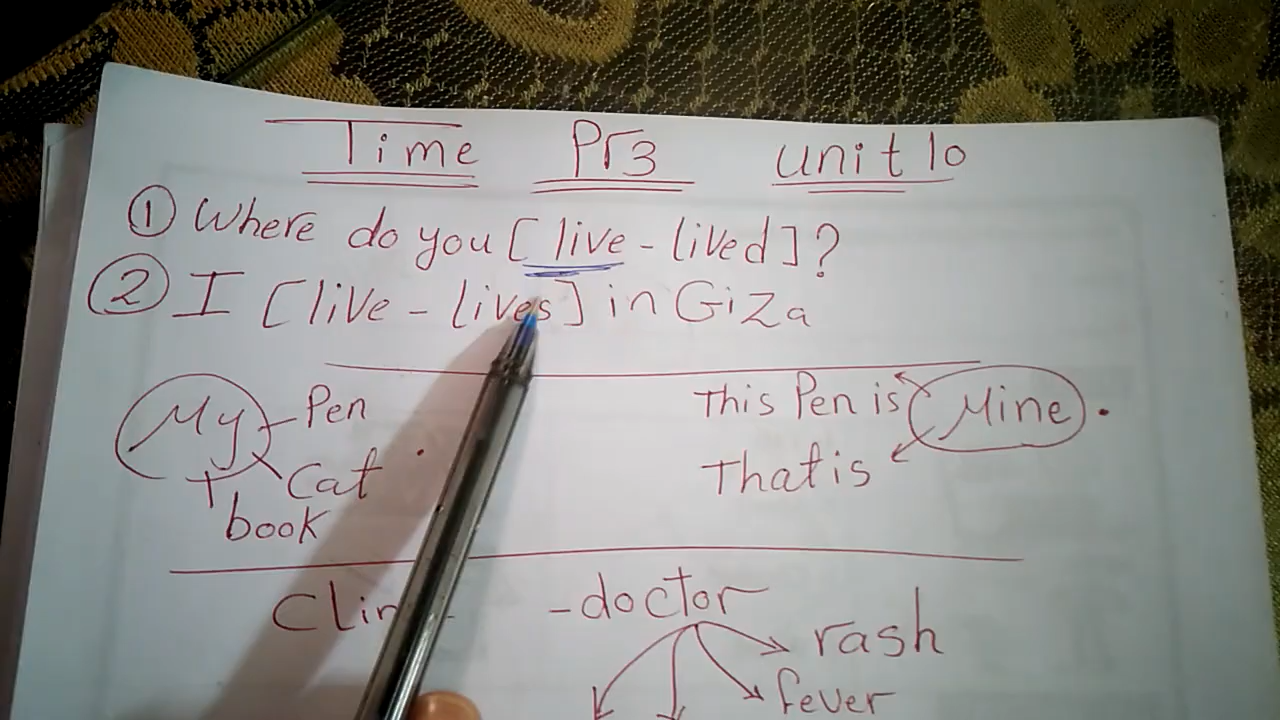 Time Pr3 unit 10
① Where do you [live - lived]?
② I [live - lives] in Giza
My Pen
Cat
book
This Pen is Mine.
That is
- doctor
rash
fever